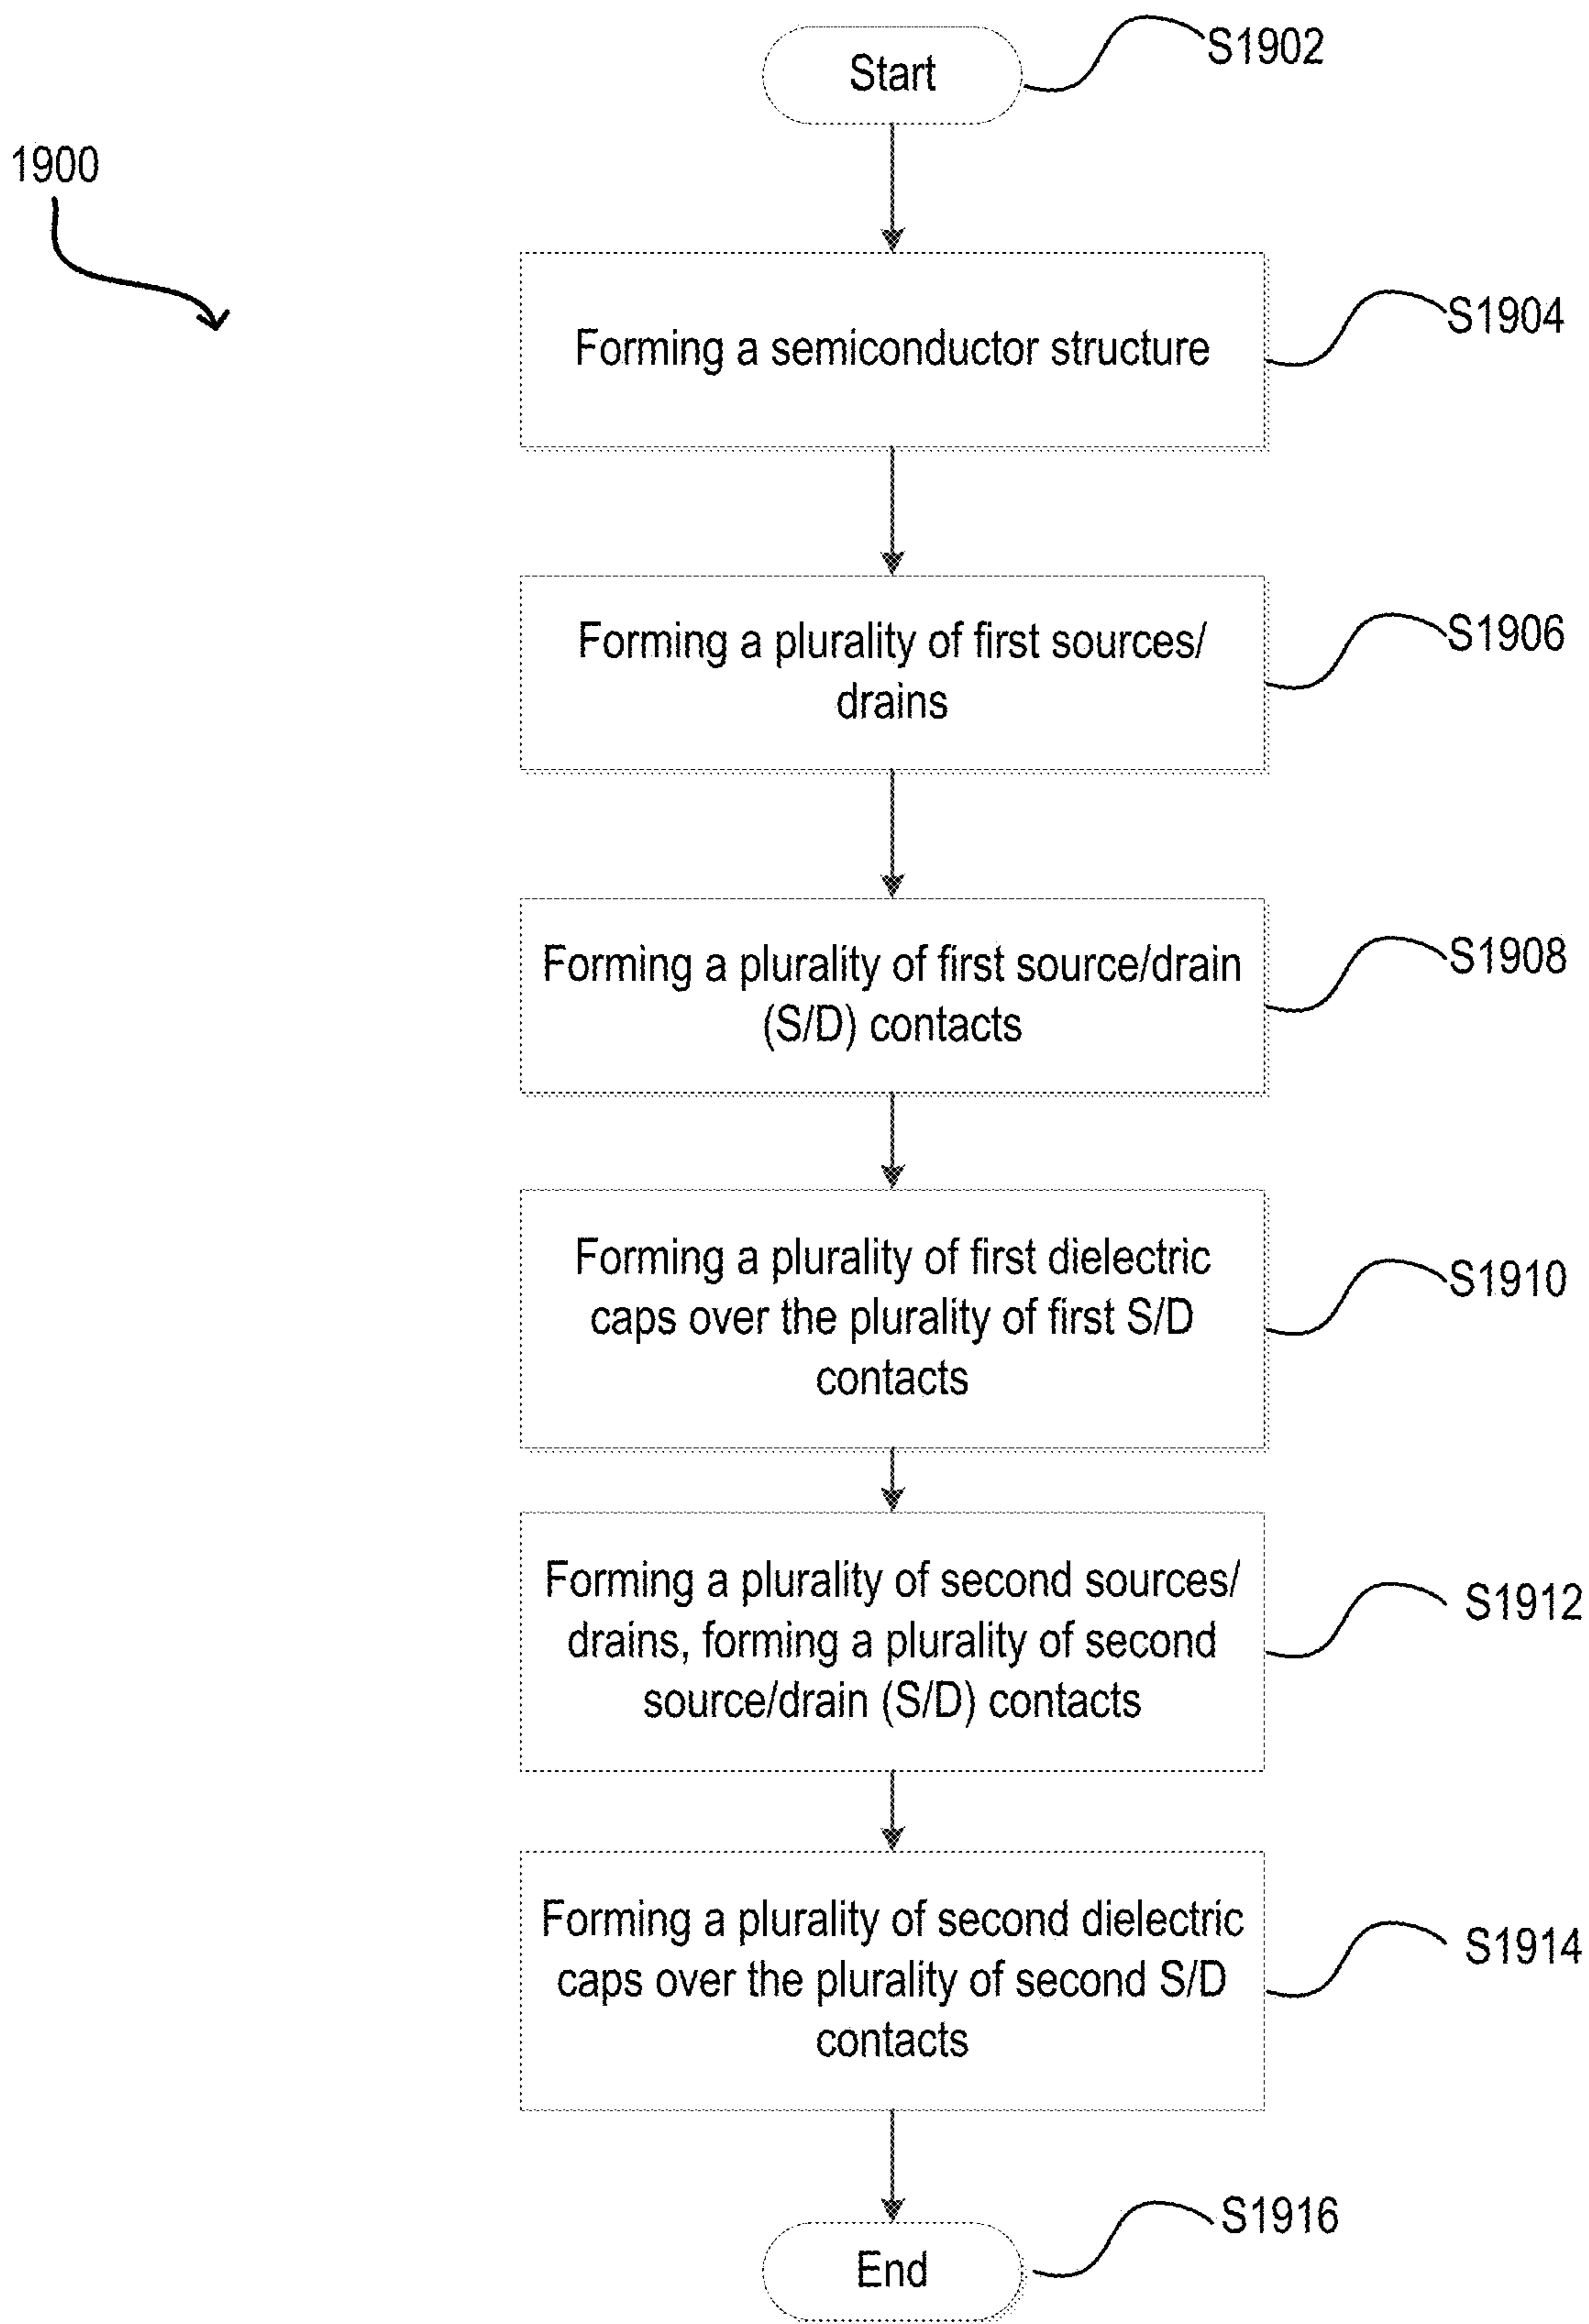 Start
S1902
1900
Forming a semiconductor structure
S1904
Forming a plurality of first sources/
drains
S1906
Forming a plurality of first source/drain
(S/D) contacts
S1908
Forming a plurality of first dielectric
caps over the plurality of first S/D
contacts
S1910
Forming a plurality of second sources/
drains, forming a plurality of second
source/drain (S/D) contacts
S1912
Forming a plurality of second dielectric
caps over the plurality of second S/D
contacts
S1914
End
S1916